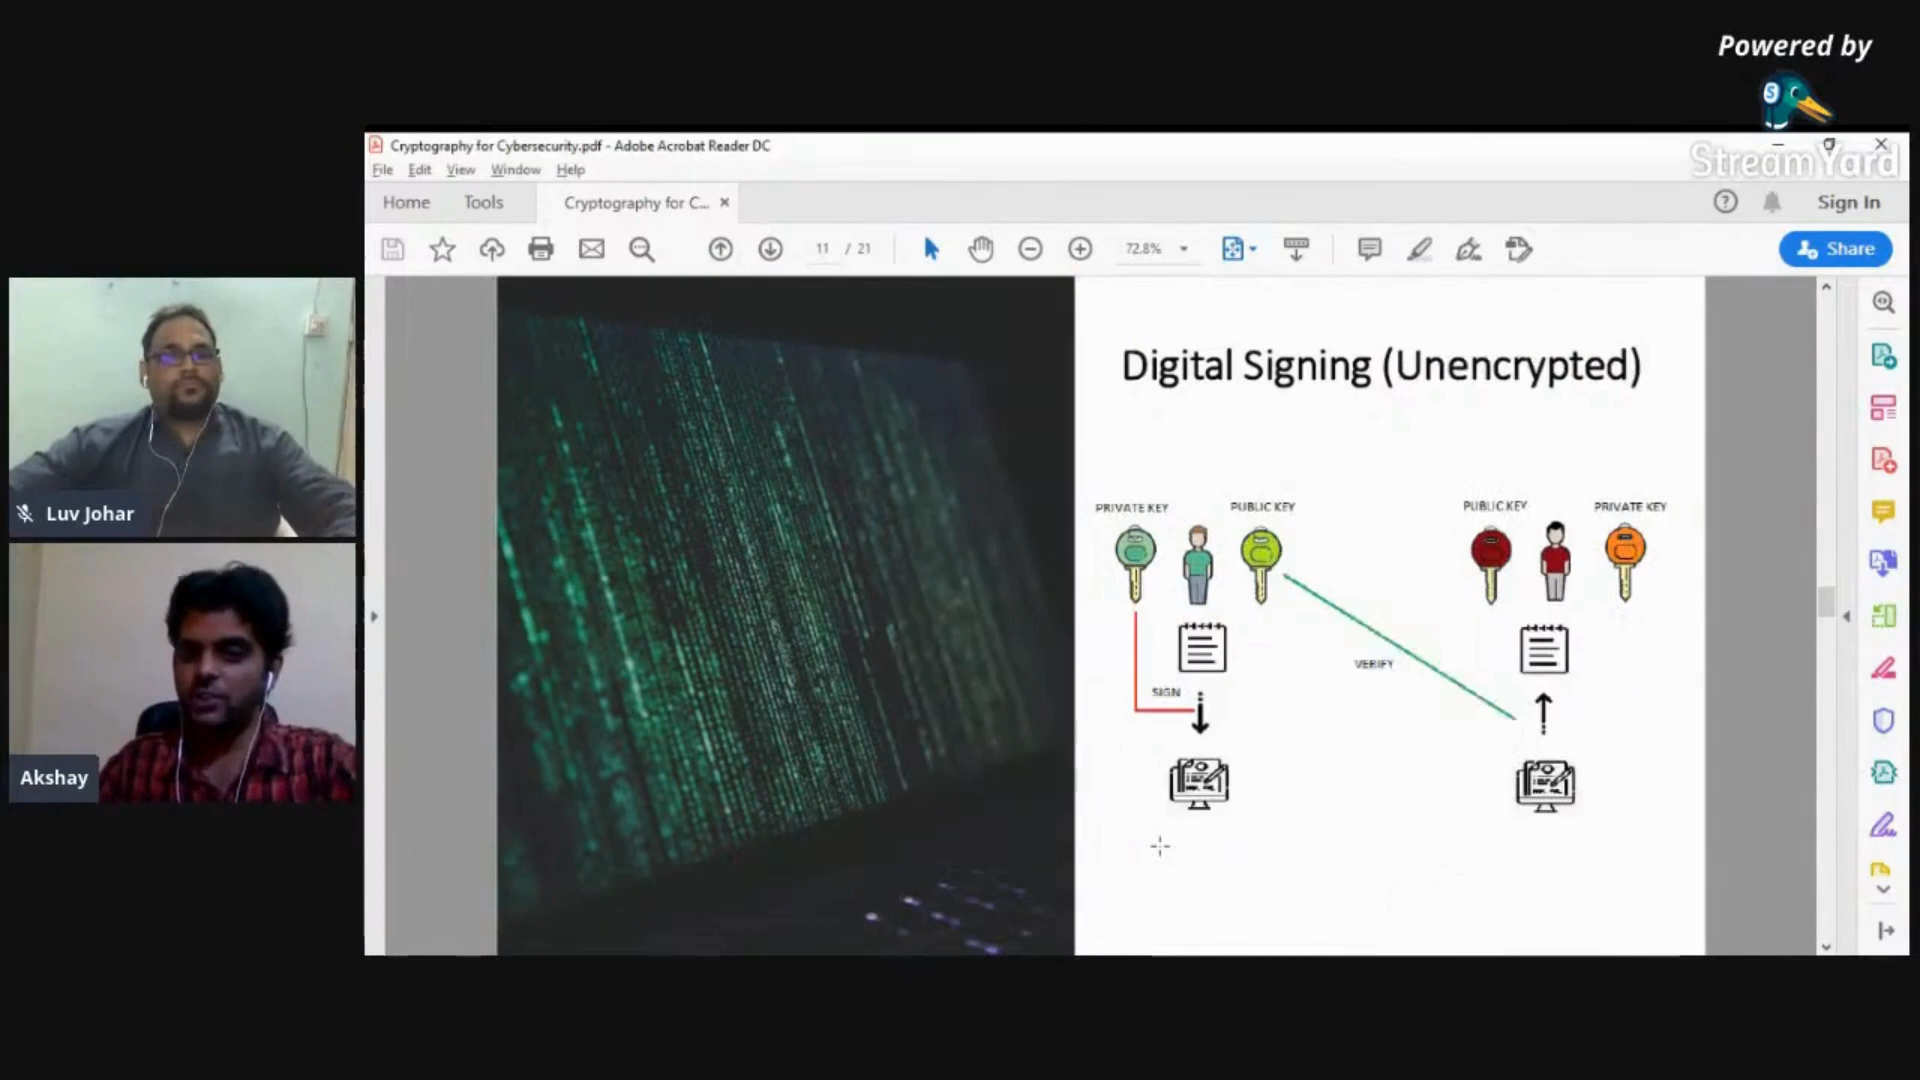 Powered by
StreamYard
Cryptography for Cybersecurity.pdf - Adobe Acrobat Reader DC
File Edit View Window Help
Home Tools Cryptography for C... Sign In
11 / 21 72.8% Share
Digital Signing (Unencrypted)
PRIVATE KEY PUBLIC KEY PUBLIC KEY PRIVATE KEY
VERIFY
SIGN
Luv Johar
Akshay